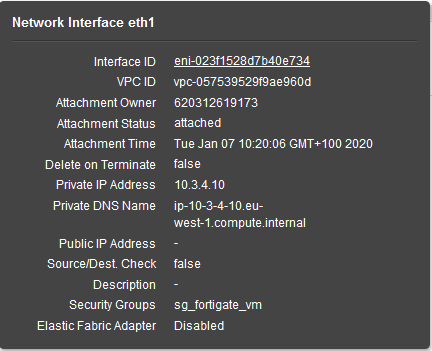 Network Interface eth1
Interface ID eni-023f1528d7b40e734
VPC ID vpc-057539529f9ae960d
Attachment Owner 620312619173
Attachment Status attached
Attachment Time Tue Jan 07 10:20:06 GMT+100 2020
Delete on Terminate false
Private IP Address 10.3.4.10
Private DNS Name ip-10-3-4-10.eu-
west-1.compute.internal
Public IP Address -
Source/Dest. Check false
Description -
Security Groups sg_fortigate_vm
Elastic Fabric Adapter Disabled